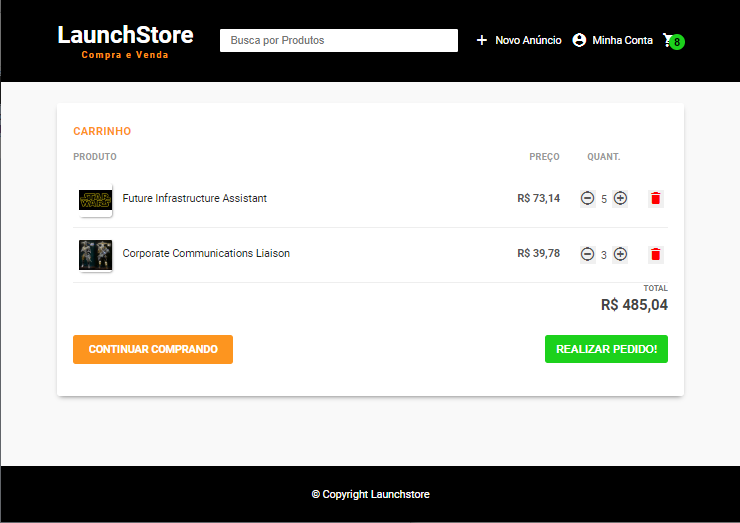 LaunchStore
Compra e Venda
Busca por Produtos
Novo Anúncio
Minha Conta
8
CARRINHO
PRODUTO PREÇO QUANT.
STAR WARS
Future Infrastructure Assistant R$ 73,14 5
Corporate Communications Liaison R$ 39,78 3
TOTAL
R$ 485,04
CONTINUAR COMPRANDO REALIZAR PEDIDO!
© Copyright Launchstore